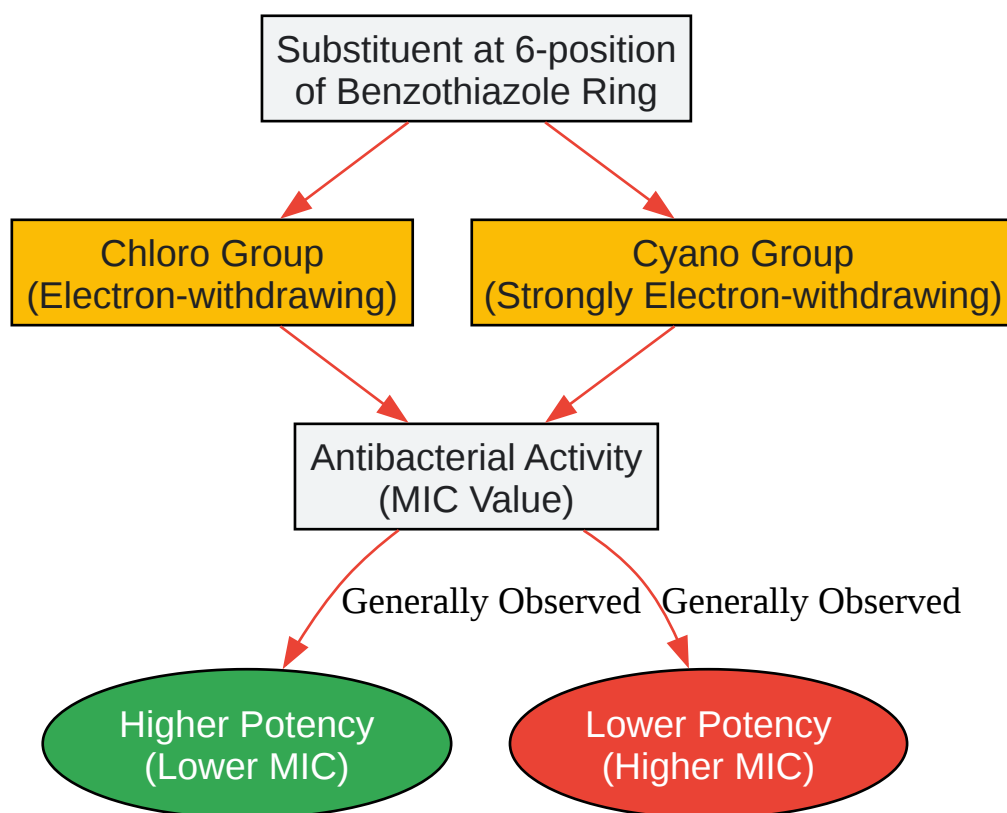 Substituent at 6-position
of Benzothiazole Ring
Chloro Group
(Electron-withdrawing)
Cyano Group
(Strongly Electron-withdrawing)
Antibacterial Activity
(MIC Value)
Generally Observed
Generally Observed
Higher Potency
(Lower MIC)
Lower Potency
(Higher MIC)